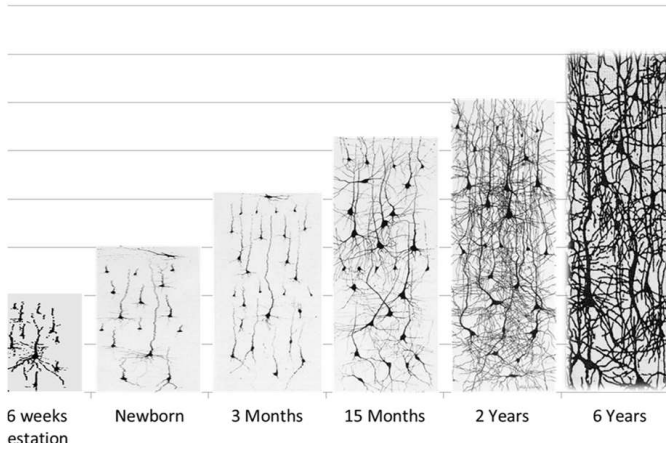 6 weeks
estation
Newborn
3 Months
15 Months
2 Years
6 Years